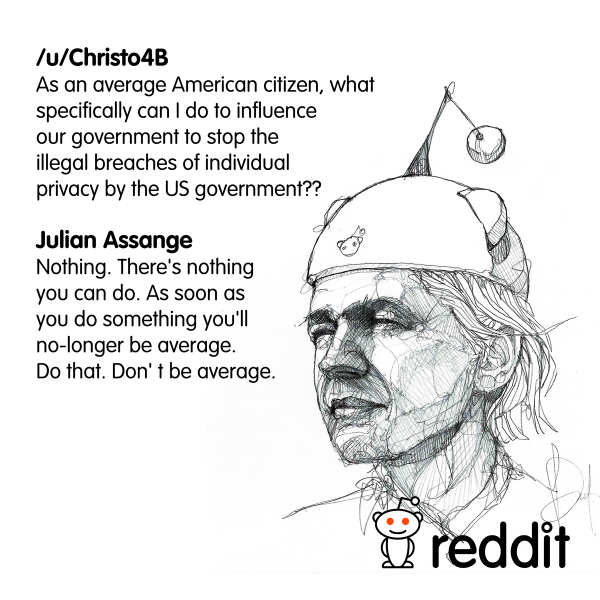 /u/Christo4B
As an average American citizen, what
specifically can I do to influence
our government to stop the
illegal breaches of individual
privacy by the US government??
Julian Assange
Nothing. There's nothing
you can do. As soon as
you do something you'll
no-longer be average.
Do that. Don' t be average.
reddit